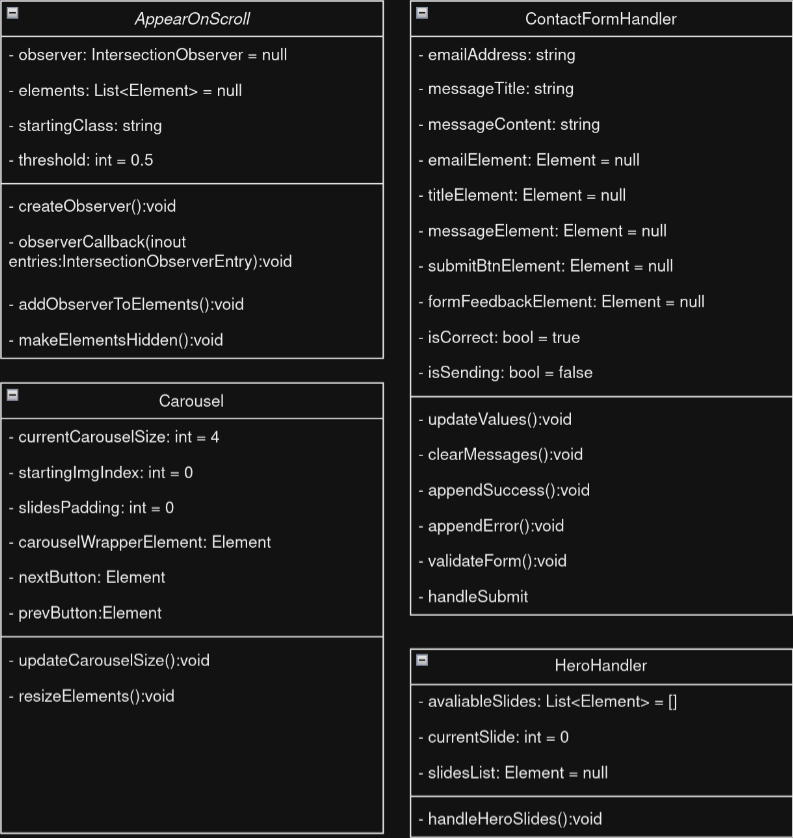 AppearOnScroll
- observer: IntersectionObserver = null
- elements: List<Element> = null
- startingClass: string
- threshold: int = 0.5
- createObserver():void
- observerCallback(inout
entries:IntersectionObserverEntry):void
- addObserverToElements():void
- makeElementsHidden():void
Carousel
- currentCarouselSize: int = 4
- startingImgIndex: int = 0
- slidesPadding: int = 0
- carouselWrapperElement: Element
- nextButton: Element
- prevButton:Element
- updateCarouselSize():void
- resizeElements():void
ContactFormHandler
- emailAddress: string
- messageTitle: string
- messageContent: string
- emailElement: Element = null
- titleElement: Element = null
- messageElement: Element = null
- submitBtnElement: Element = null
- formFeedbackElement: Element = null
- isCorrect: bool = true
- isSending: bool = false
- updateValues():void
- clearMessages():void
- appendSuccess():void
- appendError():void
- validateForm():void
- handleSubmit
HeroHandler
- avaliableSlides: List<Element> = []
- currentSlide: int = 0
- slidesList: Element = null
- handleHeroSlides():void